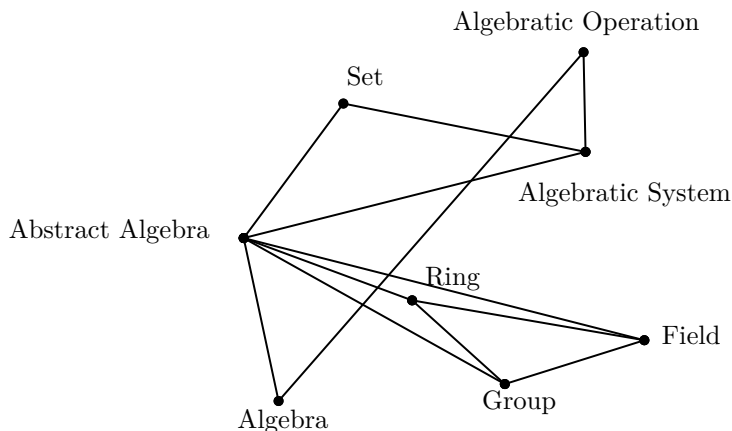 Algebratic Operation
Set
Algebratic System
Abstract Algebra
Ring
Field
Group
Algebra